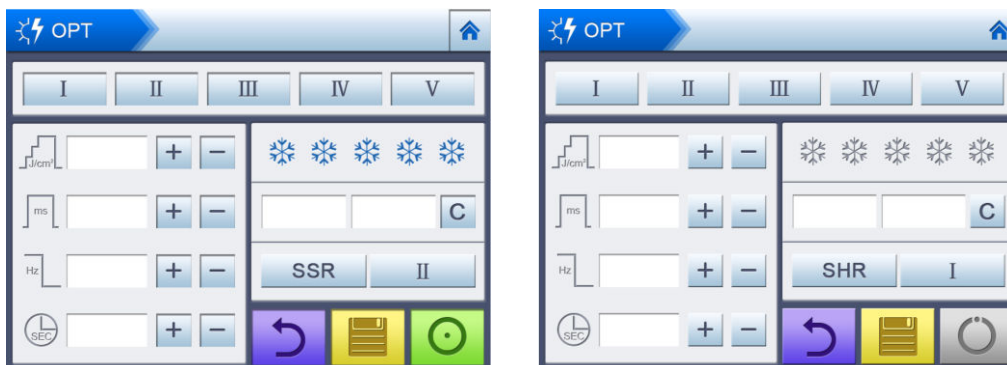 OPT
I II III IV V
J/cm²
ms
C
Hz
SSR II
SEC
OPT
I II III IV V
J/cm²
ms
C
Hz
SHR I
SEC